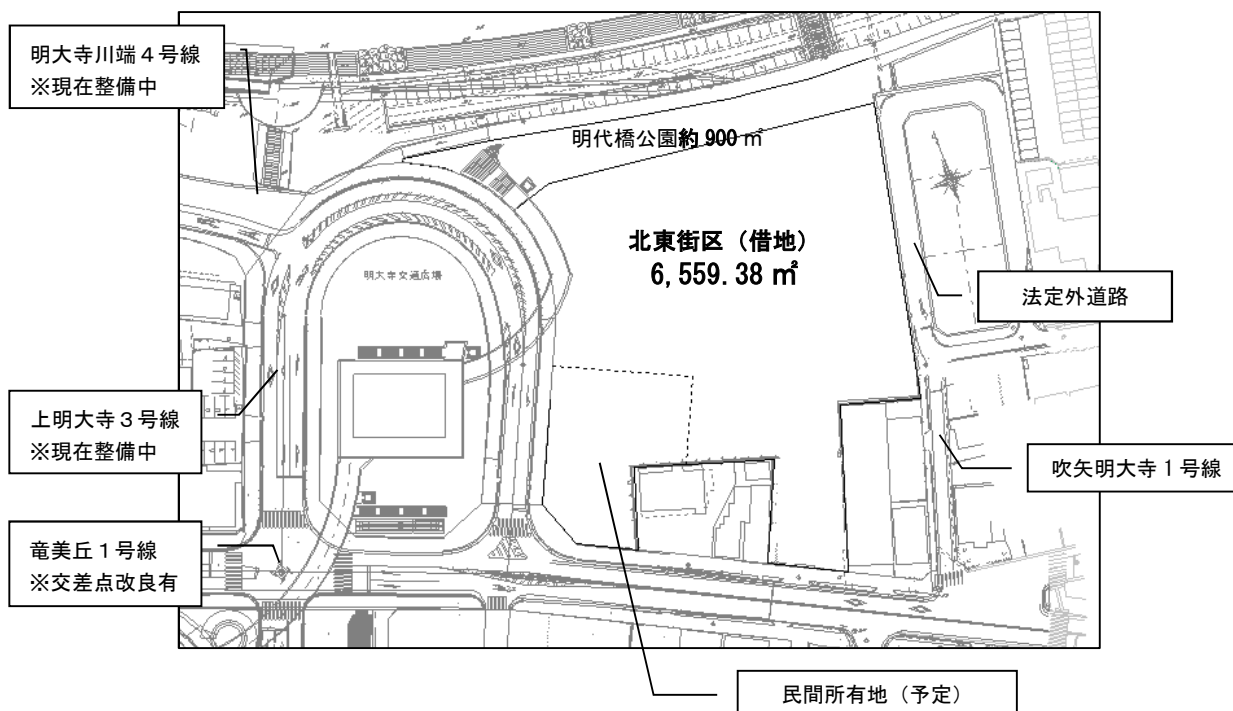 明大寺川端４号線
※現在整備中
明代橋公園約 900 ㎡
北東街区（借地）
6,559.38 ㎡
明大寺交通広場
法定外道路
上明大寺３号線
※現在整備中
吹矢明大寺１号線
竜美丘１号線
※交差点改良有
民間所有地（予定）